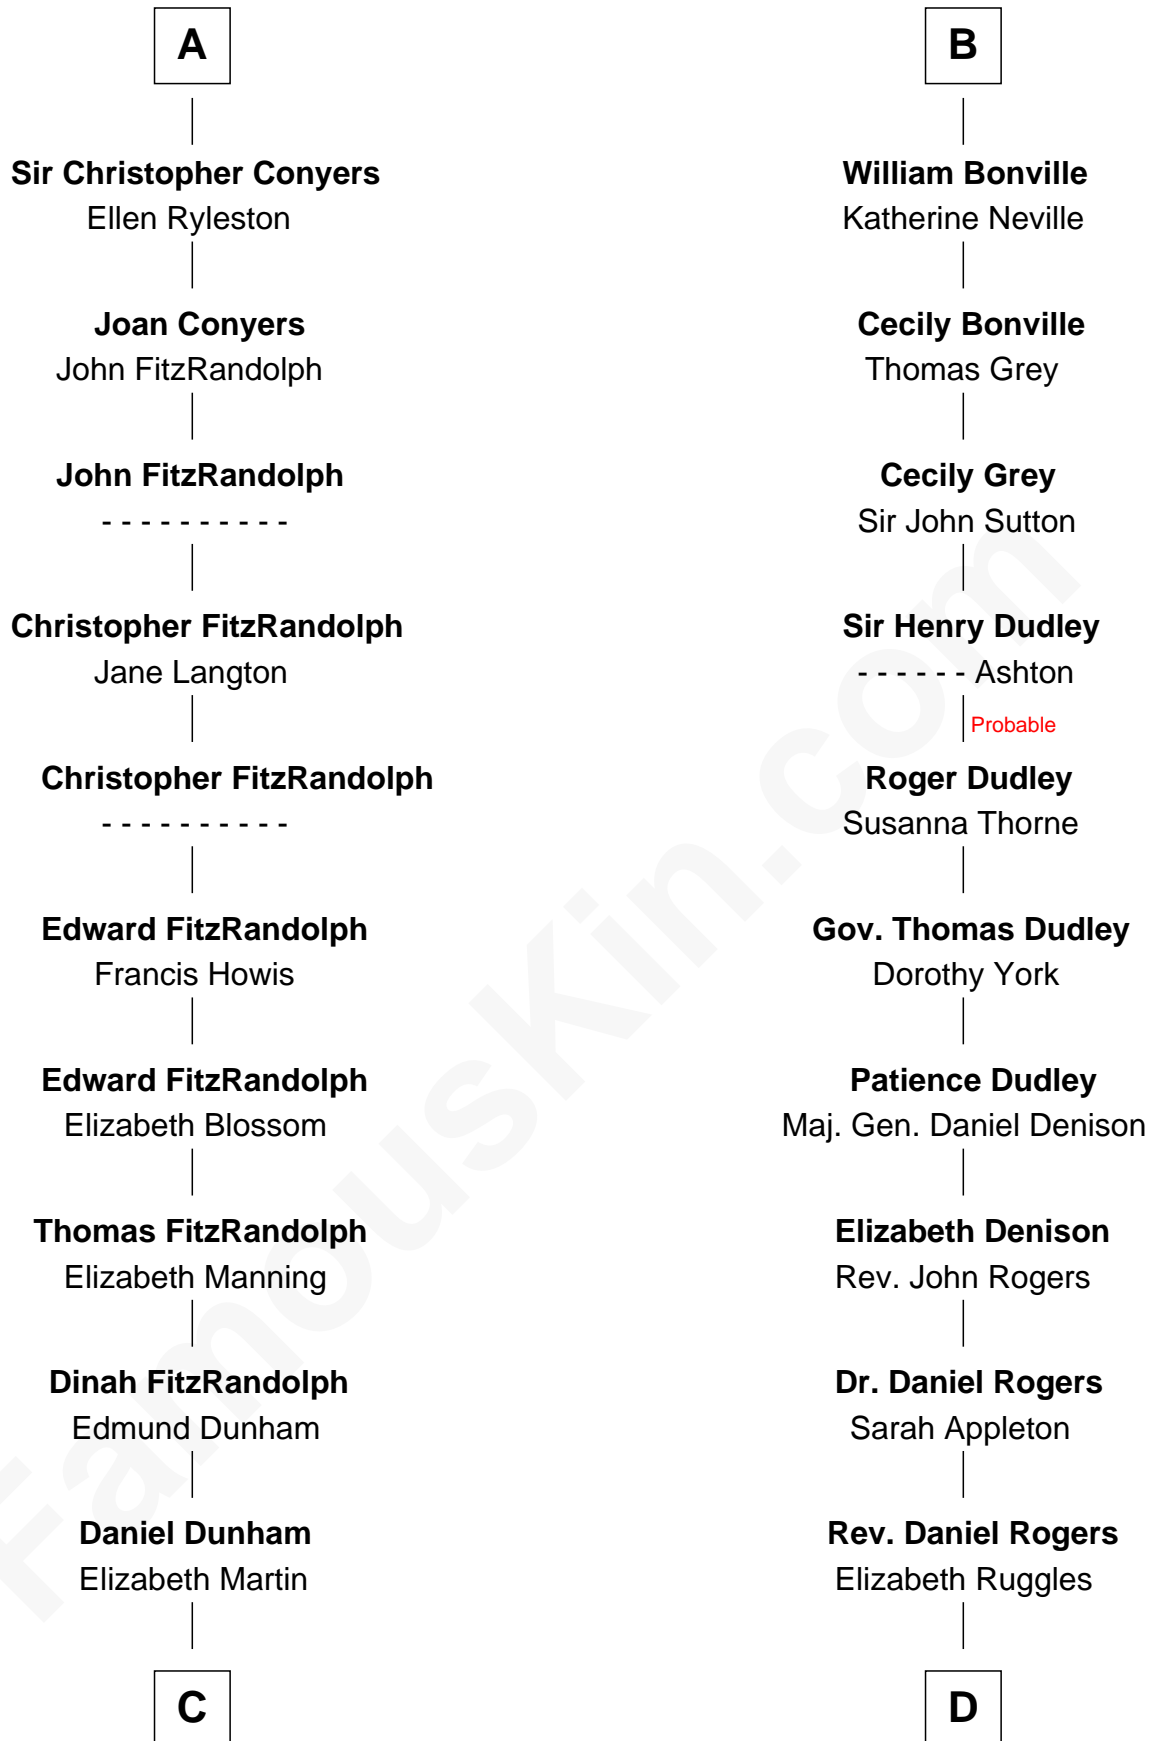 A
Sir Christopher Conyers
Ellen Ryleston
Joan Conyers
John FitzRandolph
John FitzRandolph
- - - - - - - - - -
Christopher FitzRandolph
Jane Langton
Christopher FitzRandolph
- - - - - - - - - -
Edward FitzRandolph
Francis Howis
Edward FitzRandolph
Elizabeth Blossom
Thomas FitzRandolph
Elizabeth Manning
Dinah FitzRandolph
Edmund Dunham
Daniel Dunham
Elizabeth Martin
C
B
William Bonville
Katherine Neville
Cecily Bonville
Thomas Grey
Cecily Grey
Sir John Sutton
Sir Henry Dudley
- - - - - - Ashton
Probable
Roger Dudley
Susanna Thorne
Gov. Thomas Dudley
Dorothy York
Patience Dudley
Maj. Gen. Daniel Denison
Elizabeth Denison
Rev. John Rogers
Dr. Daniel Rogers
Sarah Appleton
Rev. Daniel Rogers
Elizabeth Ruggles
D
FamousKin.com